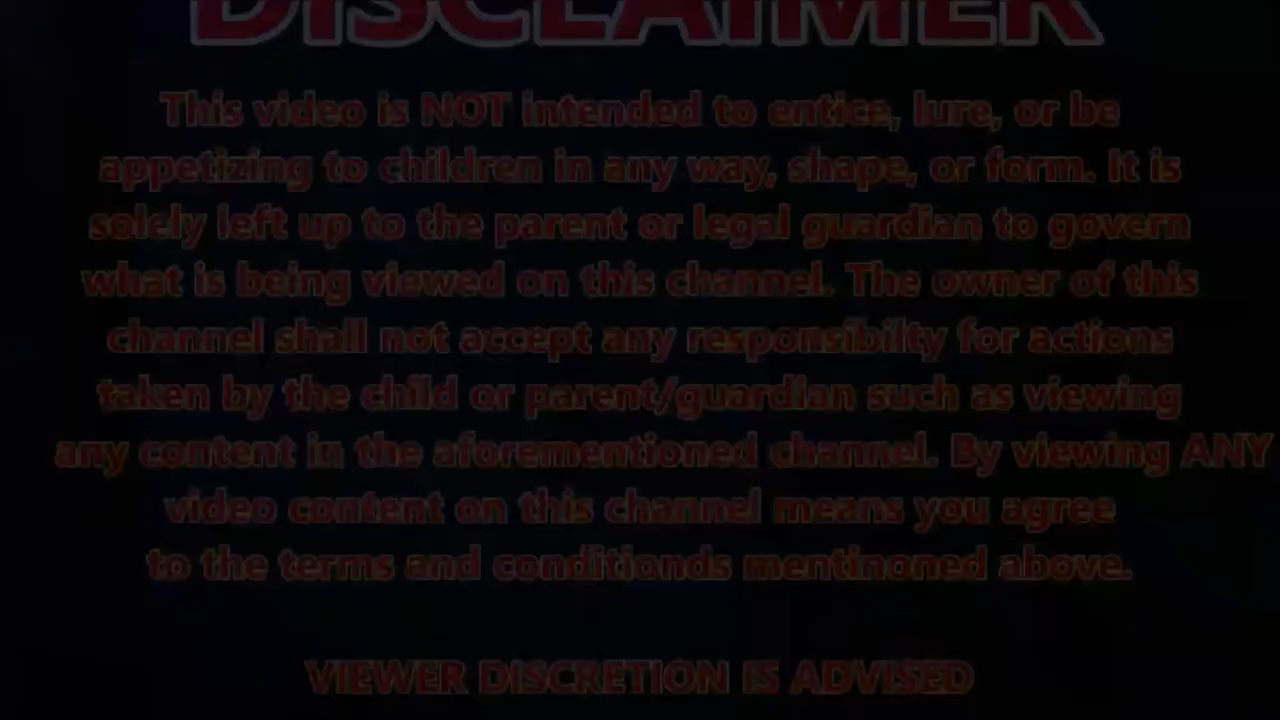 DISCLAIMER
This video is NOT intended to entice, lure, or be
appetizing to children in any way, shape, or form. It is
solely left up to the parent or legal guardian to govern
what is being viewed on this channel. The owner of this
channel shall not accept any responsibilty for actions
taken by the child or parent/guardian such as viewing
any content in the aforementioned channel. By viewing ANY
video content on this channel means you agree
to the terms and conditionds mentinoned above.
VIEWER DISCRETION IS ADVISED